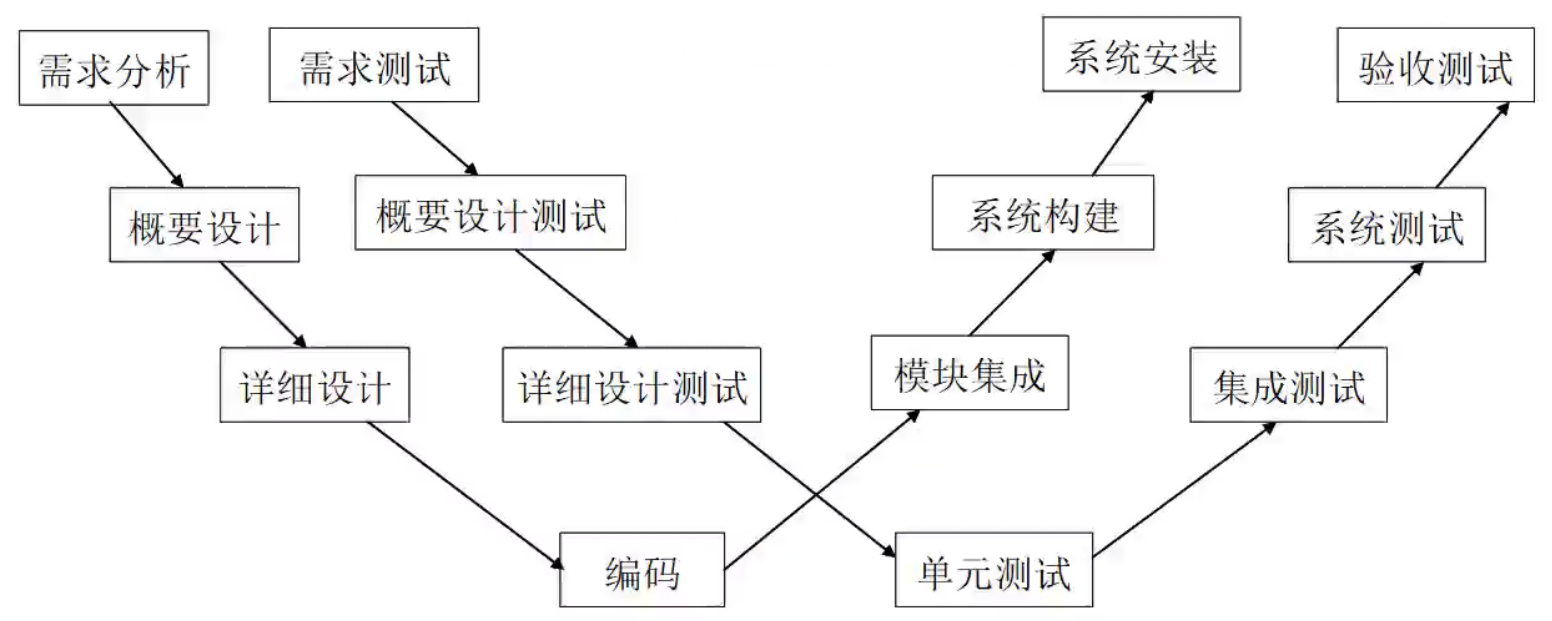 需求分析
需求测试
系统安装
验收测试
概要设计
概要设计测试
系统构建
系统测试
详细设计
详细设计测试
模块集成
集成测试
编码
单元测试